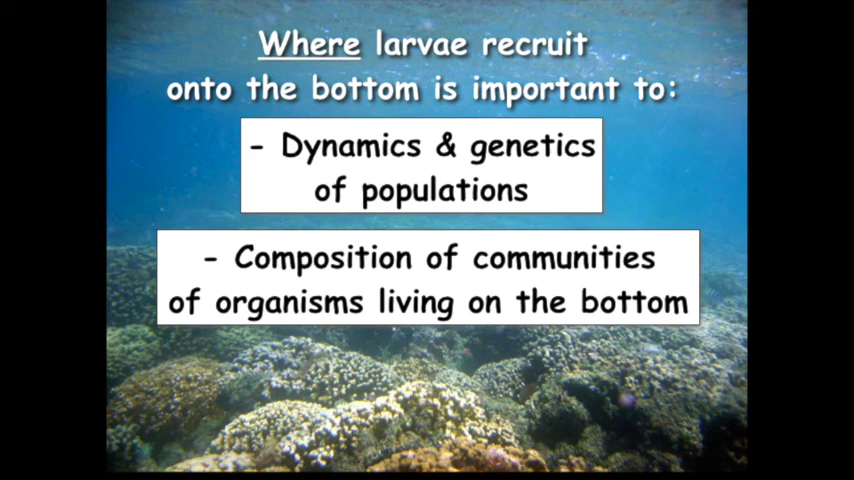 Where larvae recruit
onto the bottom is important to:
- Dynamics & genetics
of populations
- Composition of communities
of organisms living on the bottom